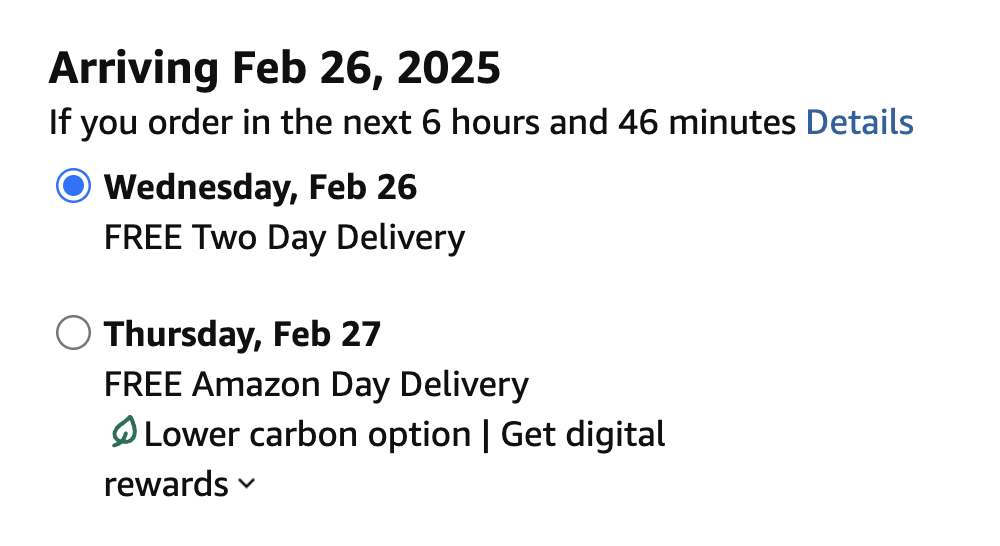 Arriving Feb 26, 2025
If you order in the next 6 hours and 46 minutes Details
Wednesday, Feb 26
FREE Two Day Delivery
Thursday, Feb 27
FREE Amazon Day Delivery
Lower carbon option | Get digital
rewards